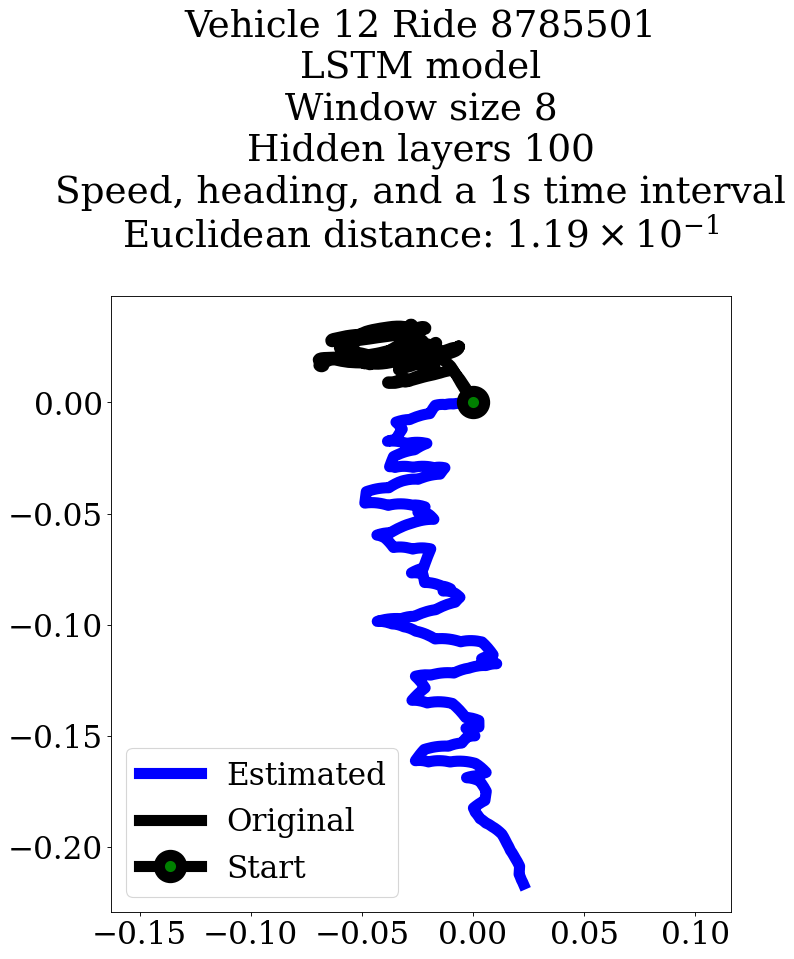 Vehicle 12 Ride 8785501
LSTM model
Window size 8
Hidden layers 100
Speed, heading, and a 1s time interval
Euclidean distance: 1.19 × 10⁻¹
0.00
−0.05
−0.10
−0.15
−0.20
Estimated
Original
Start
−0.15 −0.10 −0.05 0.00 0.05 0.10